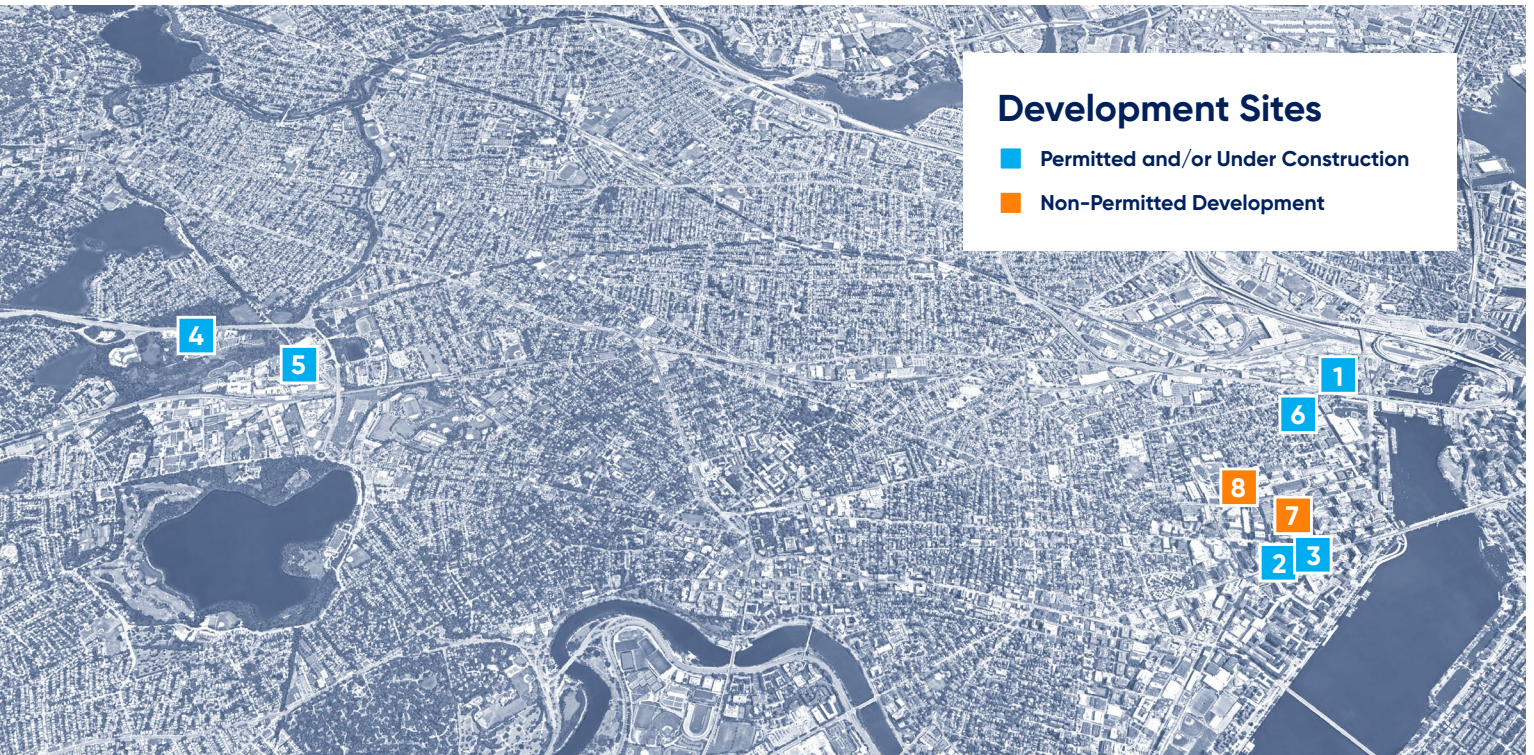 Development Sites
Permitted and/or Under Construction
Non-Permitted Development
4
5
1
6
8
7
2
3